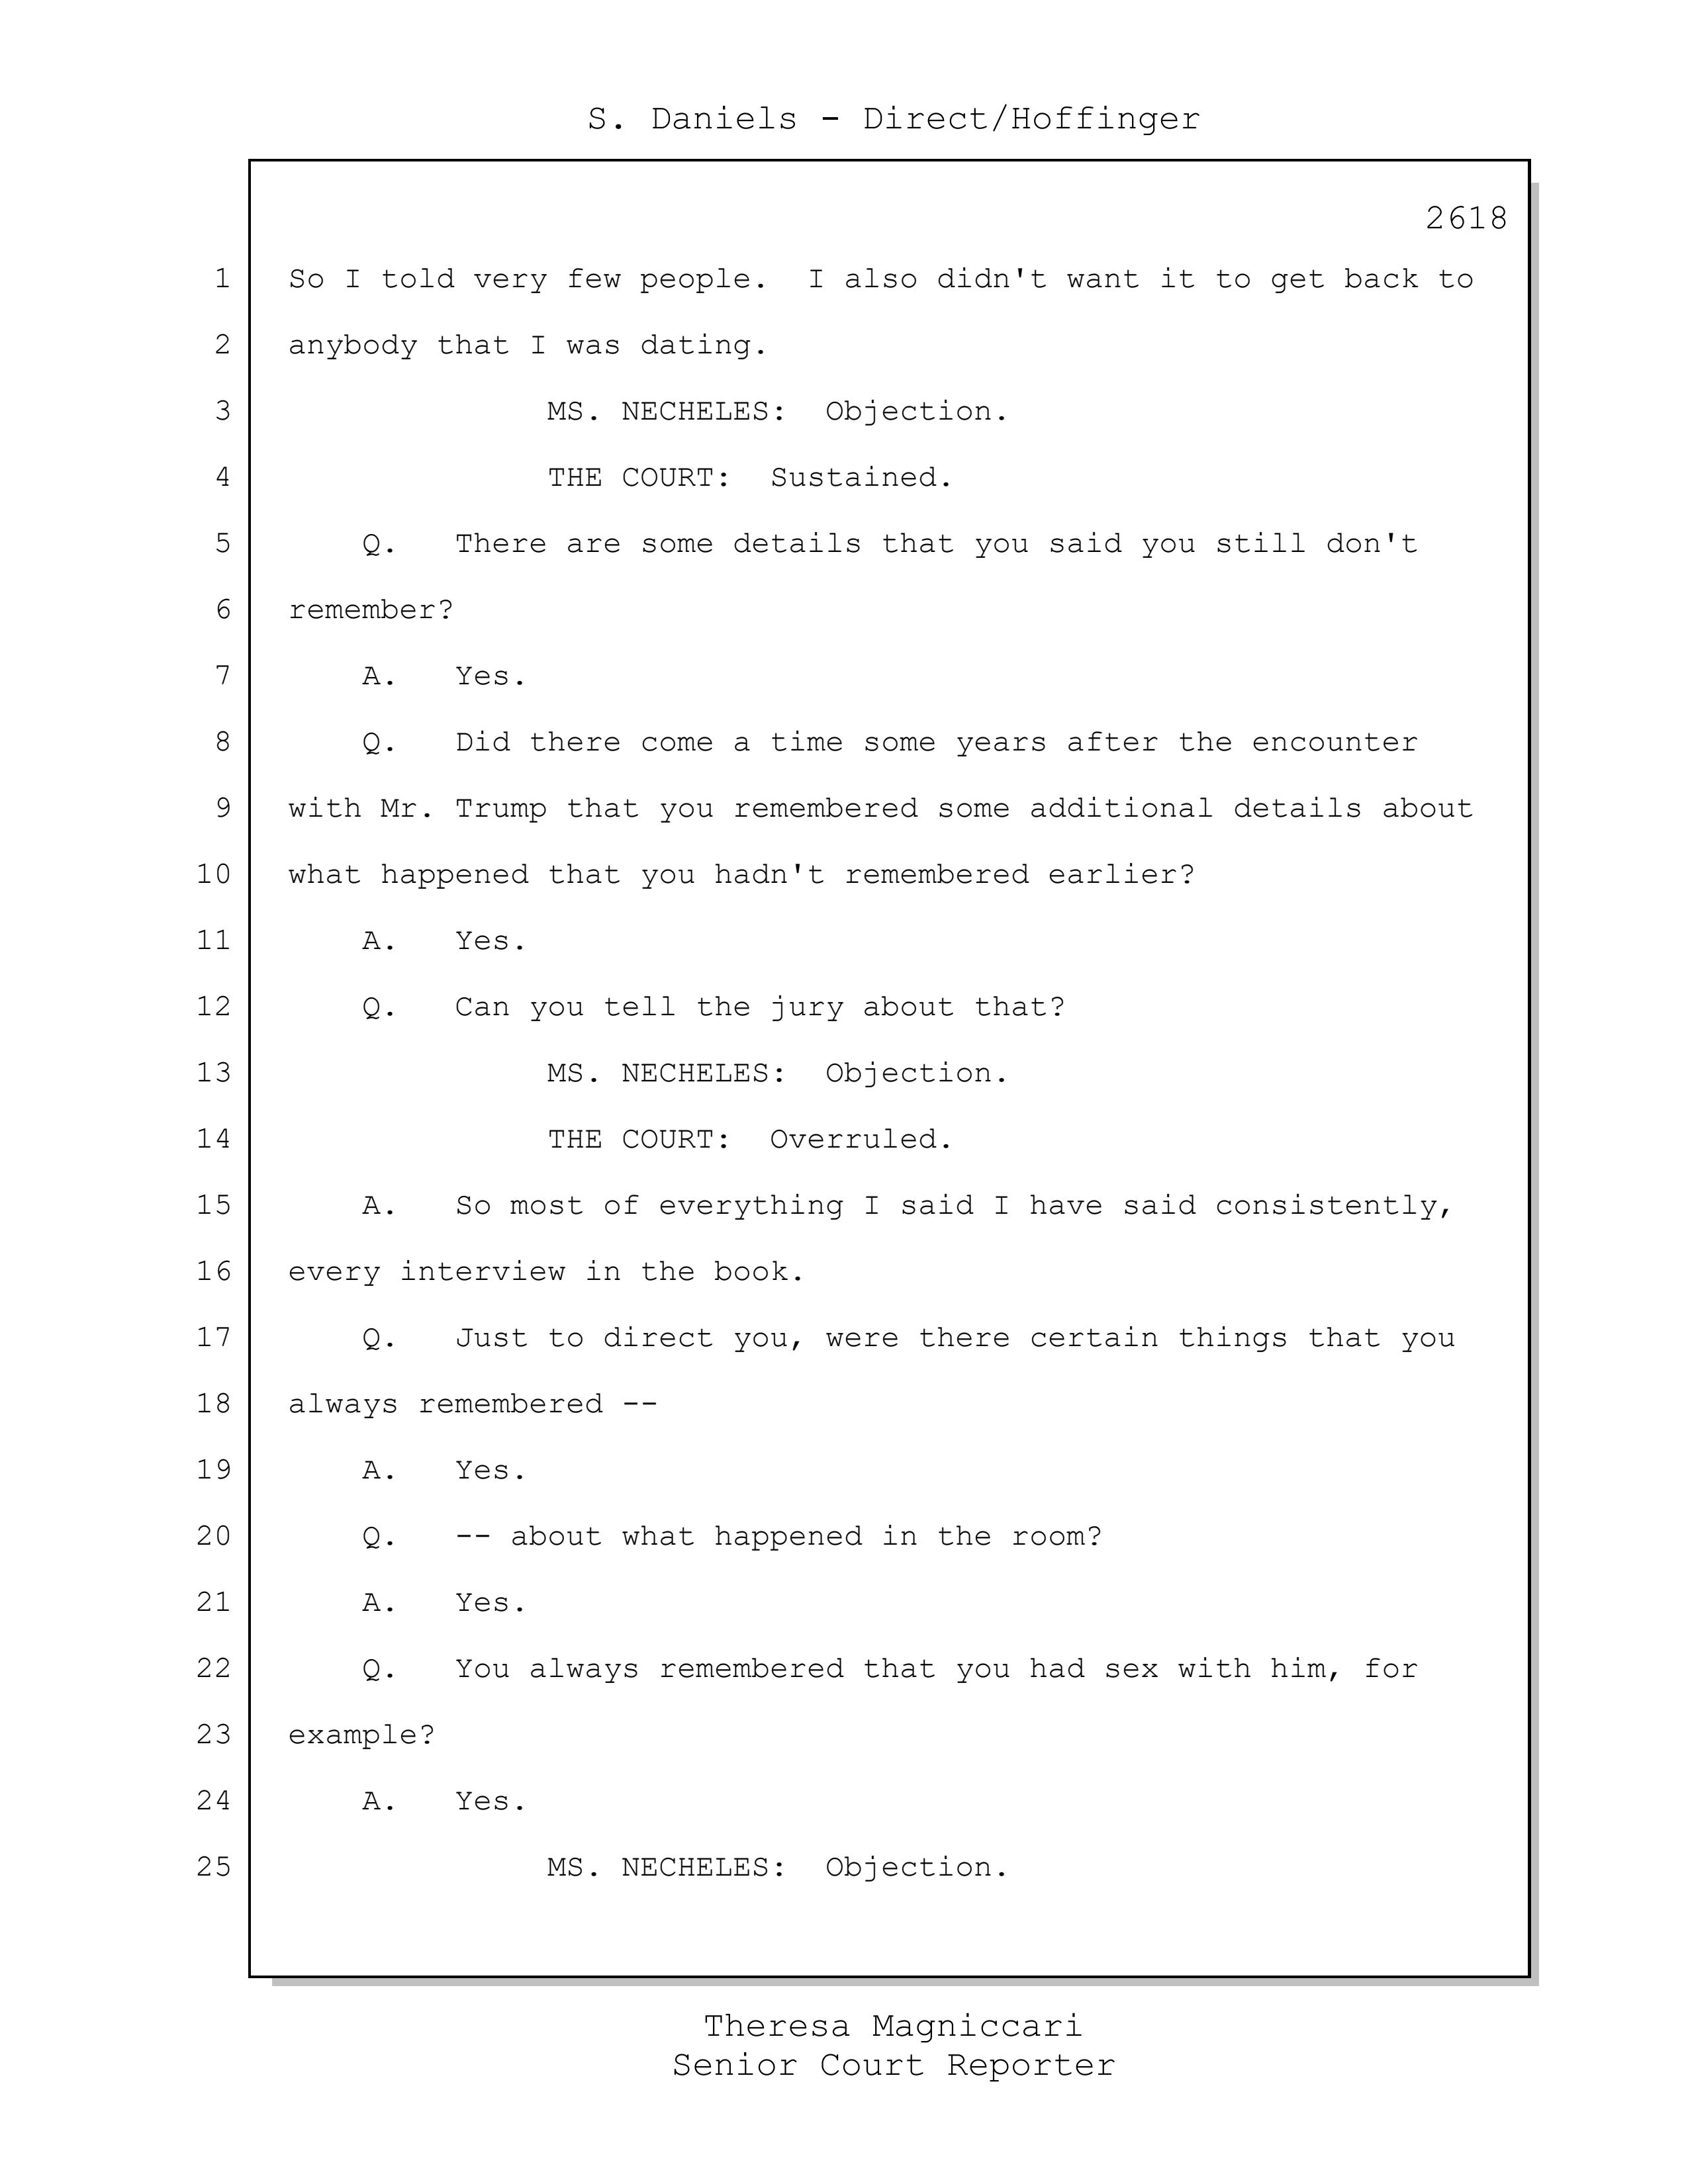 S. Daniels - Direct/Hoffinger
2618
1 So I told very few people. I also didn't want it to get back to
2 anybody that I was dating.
3 MS. NECHELES: Objection.
4 THE COURT: Sustained.
5 Q. There are some details that you said you still don't
6 remember?
7 A. Yes.
8 Q. Did there come a time some years after the encounter
9 with Mr. Trump that you remembered some additional details about
10 what happened that you hadn't remembered earlier?
11 A. Yes.
12 Q. Can you tell the jury about that?
13 MS. NECHELES: Objection.
14 THE COURT: Overruled.
15 A. So most of everything I said I have said consistently,
16 every interview in the book.
17 Q. Just to direct you, were there certain things that you
18 always remembered --
19 A. Yes.
20 Q. -- about what happened in the room?
21 A. Yes.
22 Q. You always remembered that you had sex with him, for
23 example?
24 A. Yes.
25 MS. NECHELES: Objection.
Theresa Magniccari
Senior Court Reporter